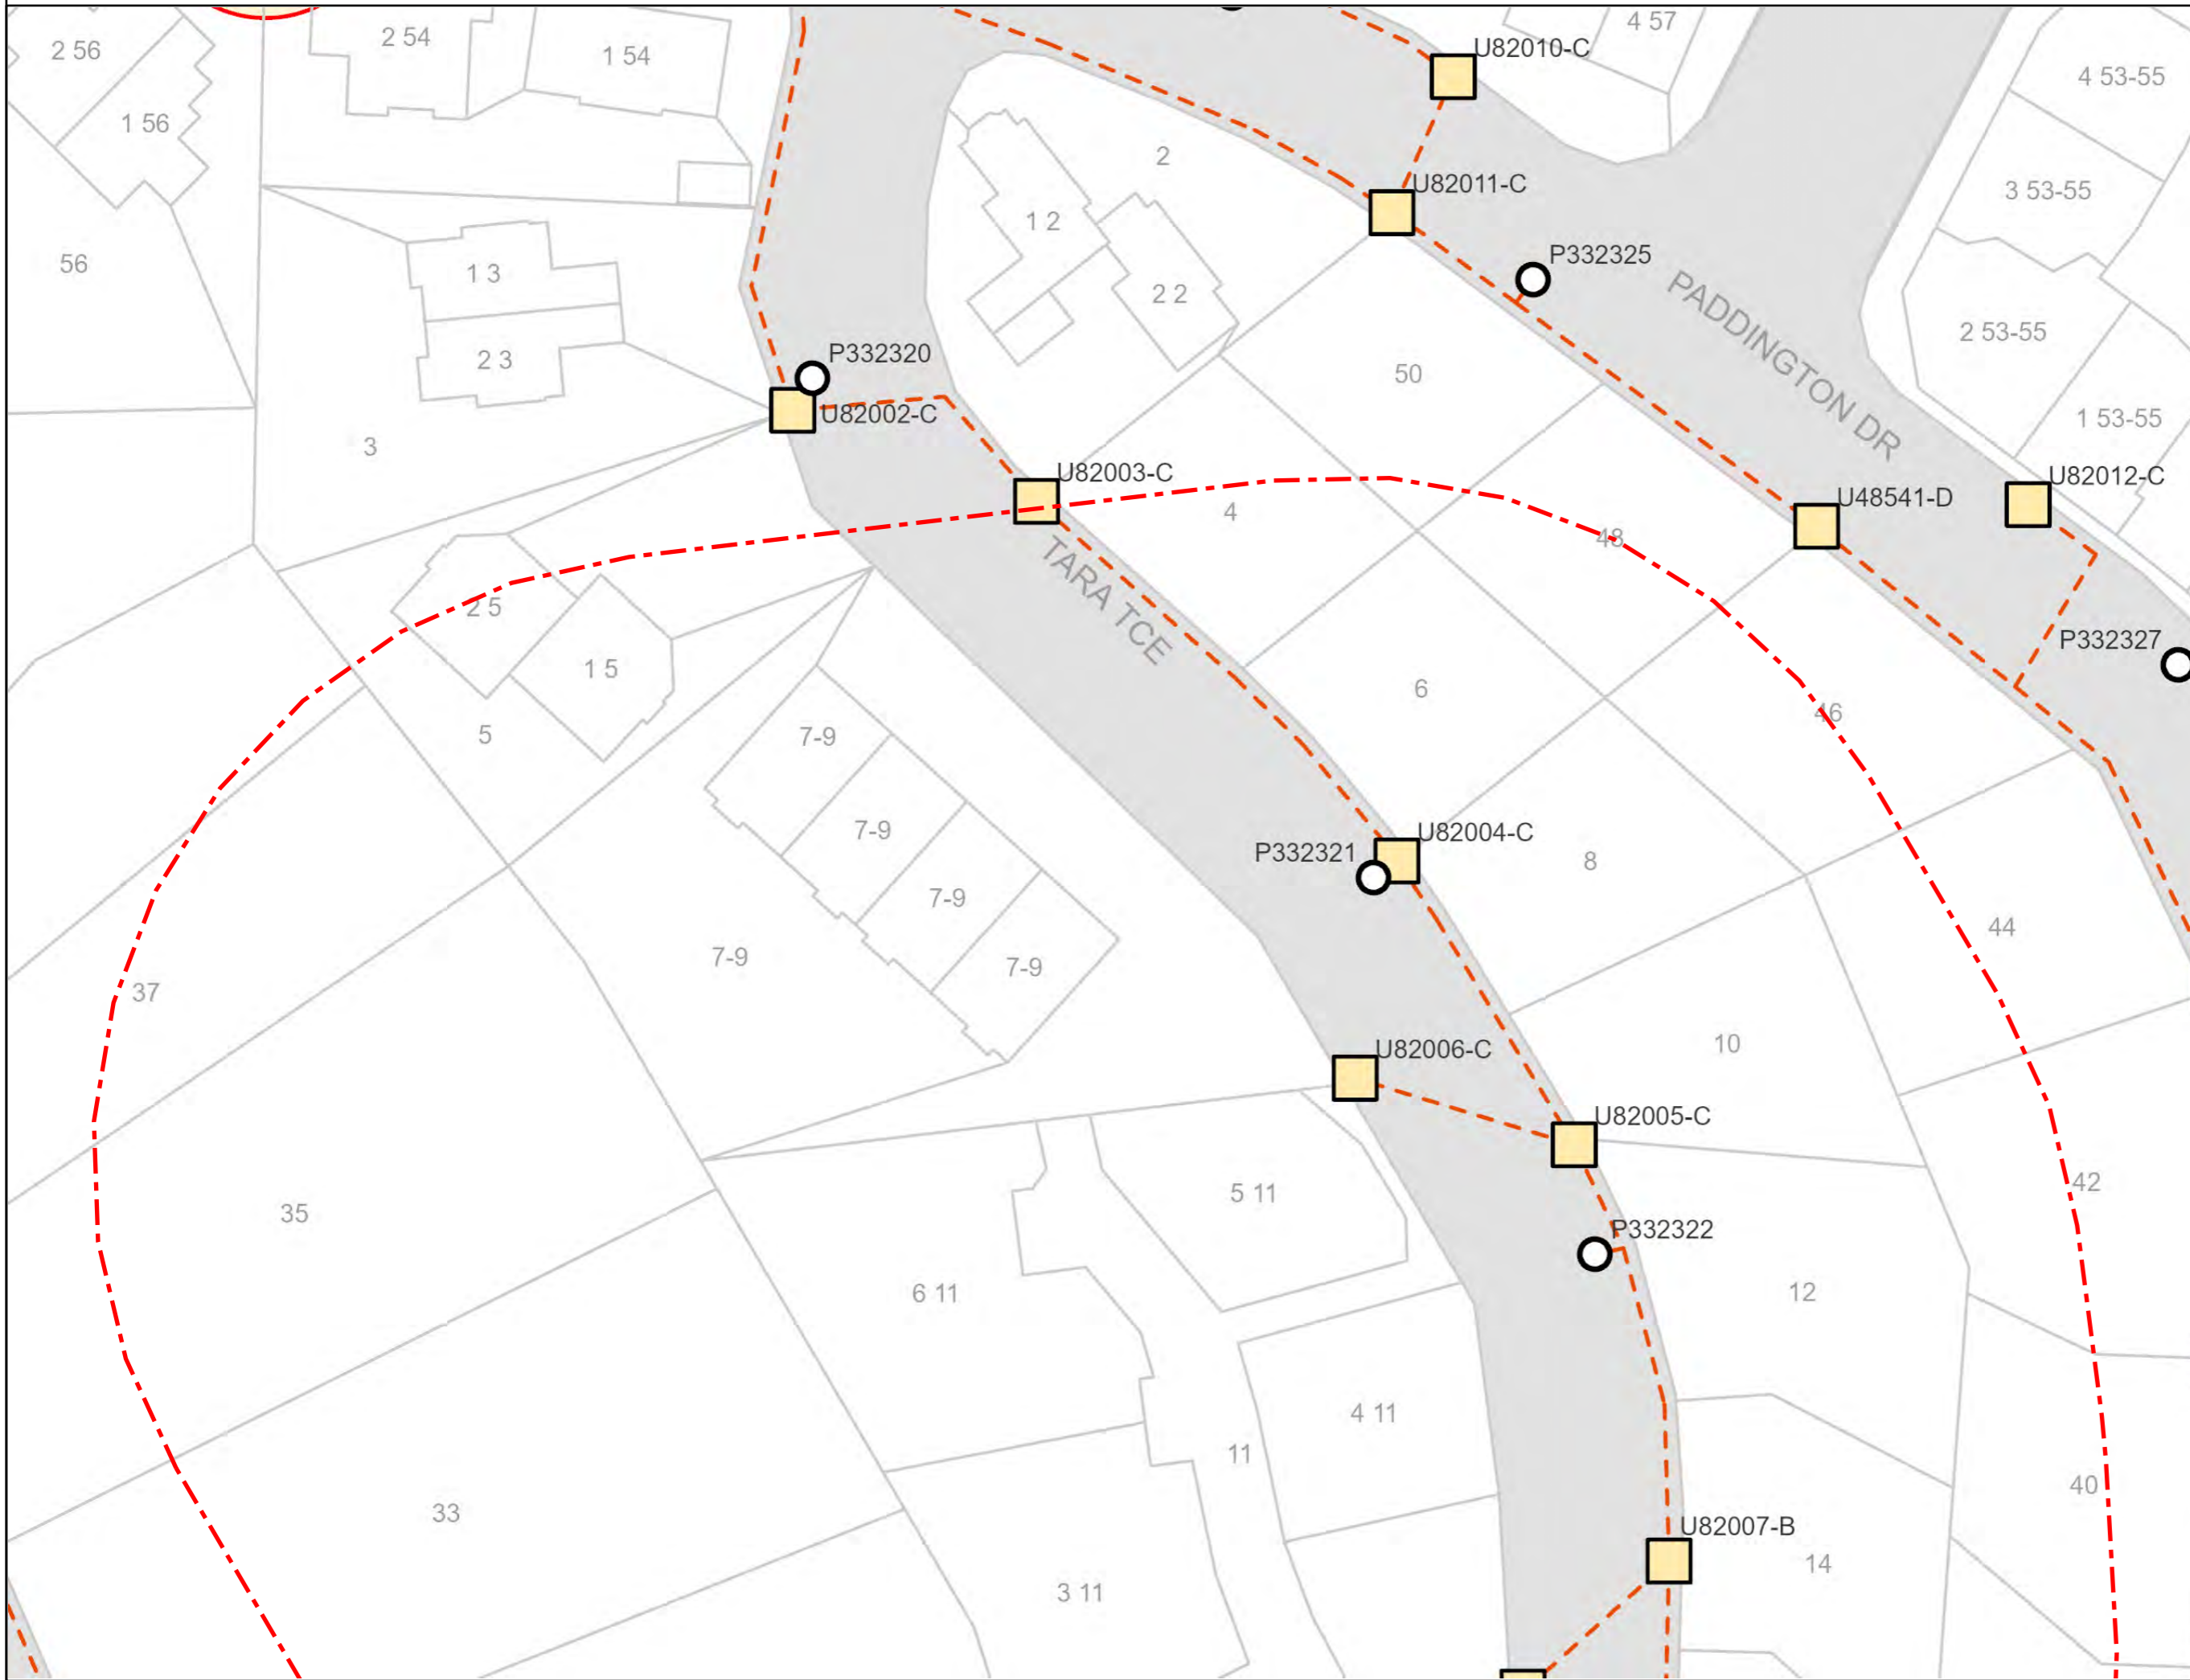 2 56
2 54
1 54
4 57
U82010-C
4 53-55
1 56
2
U82011-C
3 53-55
1 2
P332325
56
1 3
2 2
PADDINGTON DR
2 53-55
P332320
2 3
50
U82002-C
1 53-55
3
U82003-C
U82012-C
U48541-D
4
48
TARA TCE
2 5
P332327
1 5
6
46
5
7-9
U82004-C
7-9
P332321
8
7-9
44
7-9
7-9
37
10
U82006-C
U82005-C
42
5 11
35
P332322
6 11
12
4 11
11
40
33
U82007-B
14
3 11